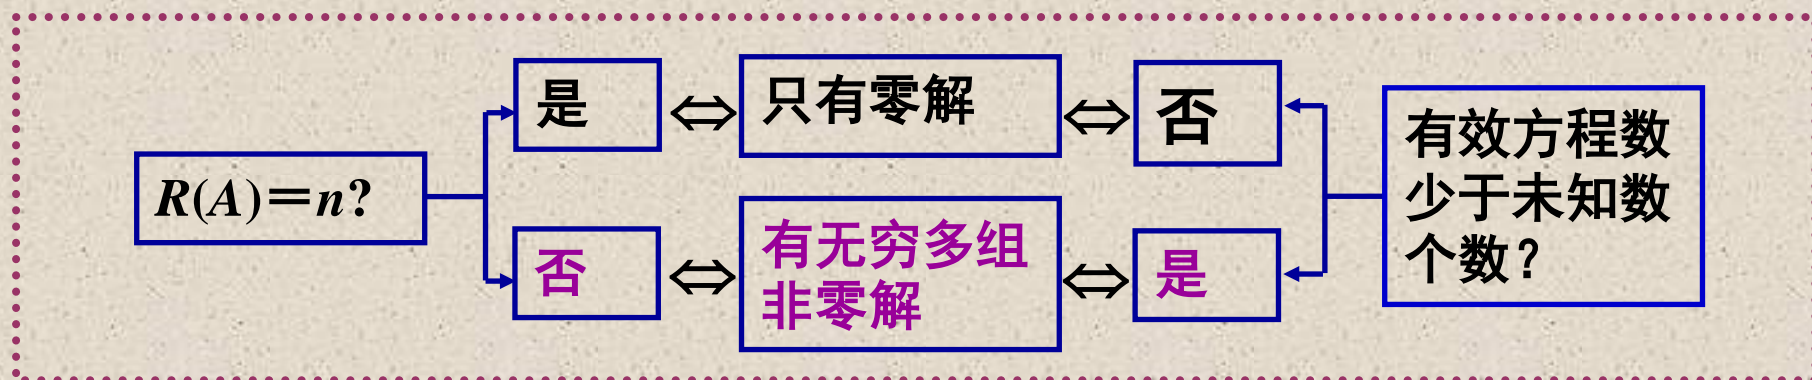 R(A)=n?
是
⇔
只有零解
⇔
否
否
⇔
有无穷多组
非零解
⇔
是
有效方程数
少于未知数
个数？